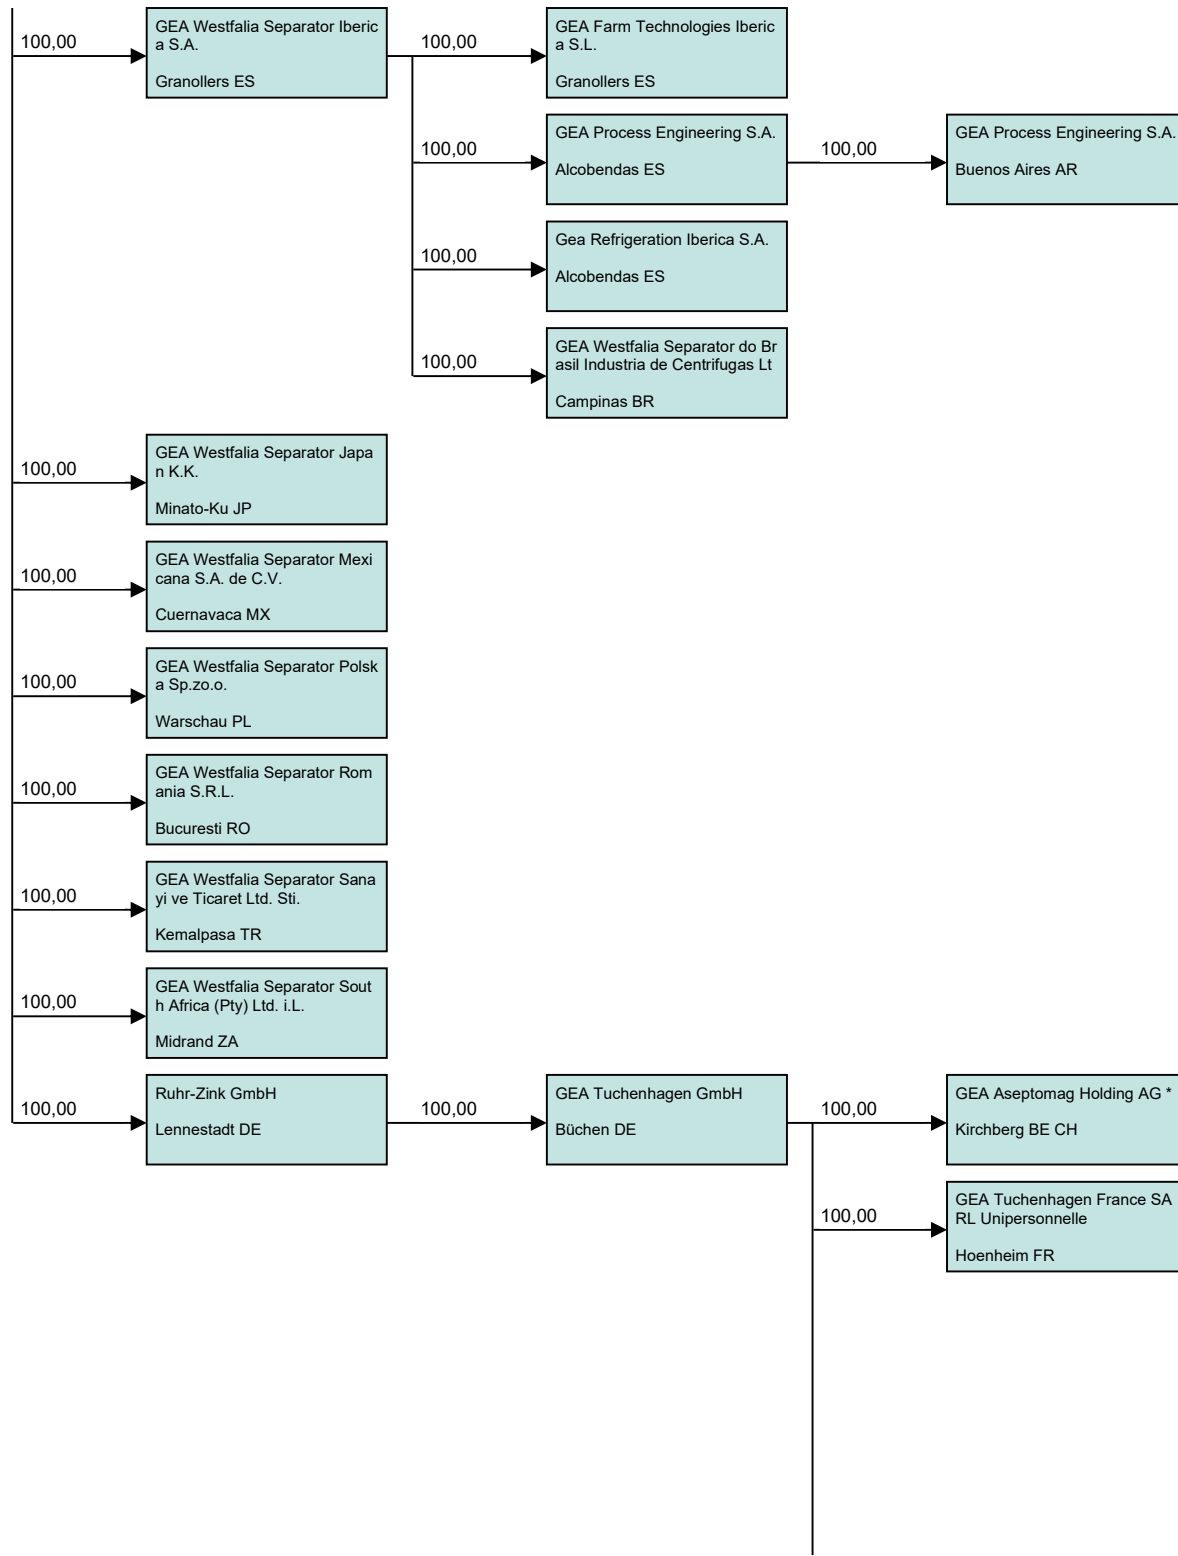 100,00
GEA Westfalia Separator Iberic
a S.A.
Granollers ES
100,00
GEA Farm Technologies Iberic
a S.L.
Granollers ES
100,00
GEA Process Engineering S.A.
Alcobendas ES
100,00
GEA Process Engineering S.A.
Buenos Aires AR
100,00
Gea Refrigeration Iberica S.A.
Alcobendas ES
100,00
GEA Westfalia Separator do Br
asil Industria de Centrifugas Lt
Campinas BR
100,00
GEA Westfalia Separator Japa
n K.K.
Minato-Ku JP
100,00
GEA Westfalia Separator Mexi
cana S.A. de C.V.
Cuernavaca MX
100,00
GEA Westfalia Separator Polsk
a Sp.zo.o.
Warschau PL
100,00
GEA Westfalia Separator Rom
ania S.R.L.
Bucuresti RO
100,00
GEA Westfalia Separator Sana
yi ve Ticaret Ltd. Sti.
Kemalpasa TR
100,00
GEA Westfalia Separator Sout
h Africa (Pty) Ltd. i.L.
Midrand ZA
100,00
Ruhr-Zink GmbH
Lennestadt DE
100,00
GEA Tuchenhagen GmbH
Büchen DE
100,00
GEA Aseptomag Holding AG *
Kirchberg BE CH
100,00
GEA Tuchenhagen France SA
RL Unipersonnelle
Hoenheim FR